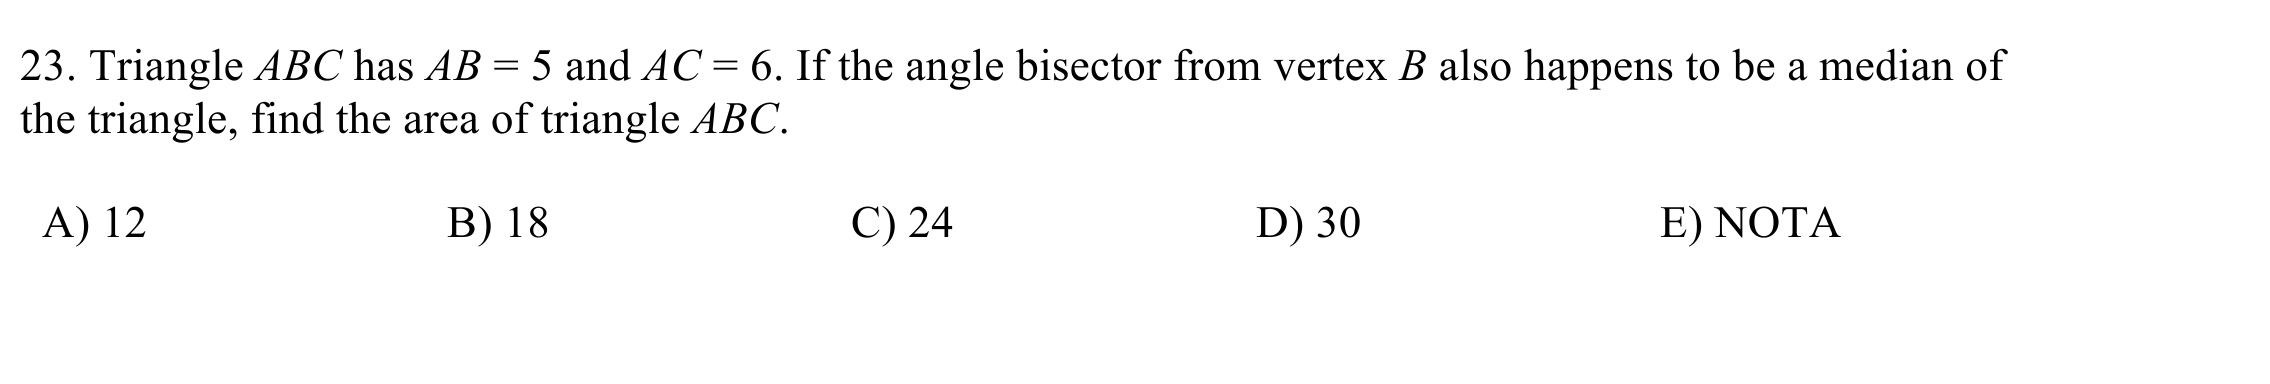 23. Triangle ABC has AB = 5 and AC = 6. If the angle bisector from vertex B also happens to be a median of
the triangle, find the area of triangle ABC.
A) 12 B) 18 C) 24 D) 30 E) NOTA